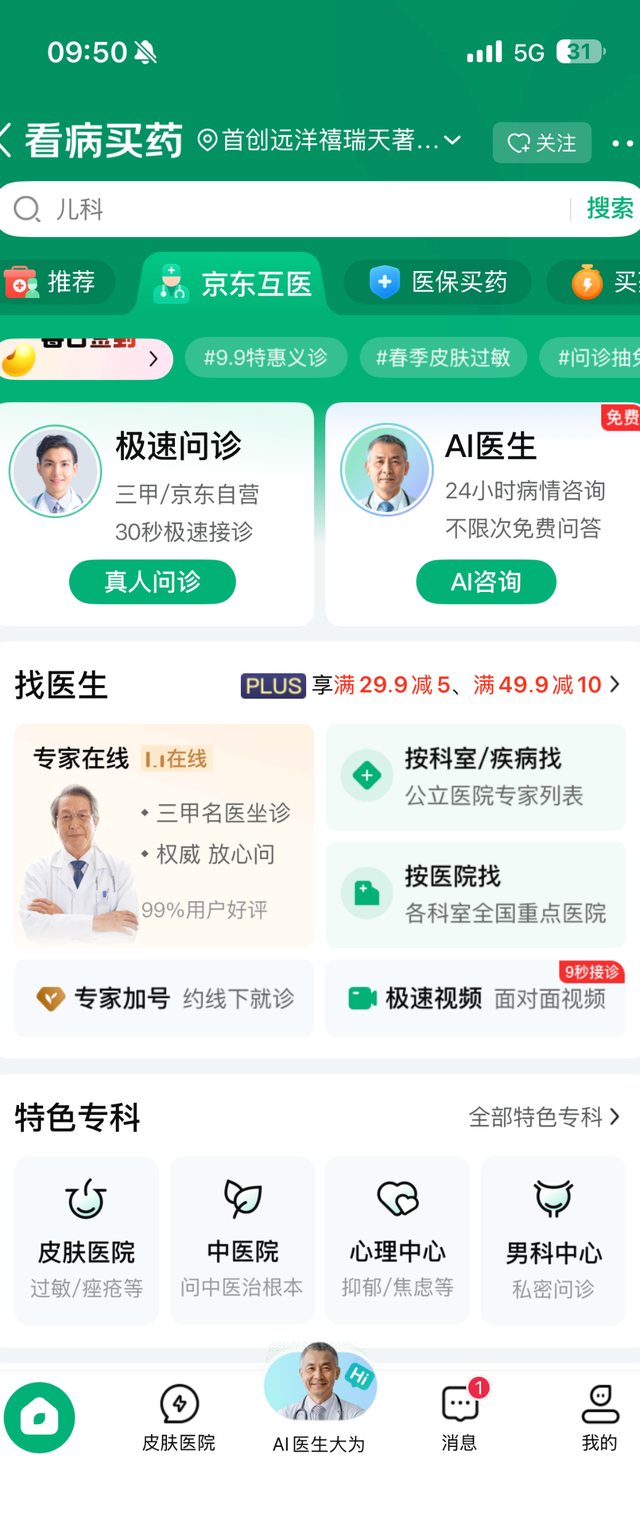 09:50
5G
31
看病买药
首创远洋禧瑞天著...
关注
儿科
搜索
推荐
京东互医
医保买药
买
每日签到
#9.9特惠义诊
#春季皮肤过敏
#问诊抽免
极速问诊
三甲/京东自营
30秒极速接诊
真人问诊
免费
AI医生
24小时病情咨询
不限次免费问答
AI咨询
找医生
PLUS 享满29.9减5、满49.9减10
专家在线
在线
三甲名医坐诊
权威 放心问
99%用户好评
按科室/疾病找
公立医院专家列表
按医院找
各科室全国重点医院
专家加号 约线下就诊
9秒接诊
极速视频 面对面视频
特色专科
全部特色专科
皮肤医院
过敏/痤疮等
中医院
问中医治根本
心理中心
抑郁/焦虑等
男科中心
私密问诊
皮肤医院
Hi
AI医生大为
1
消息
我的